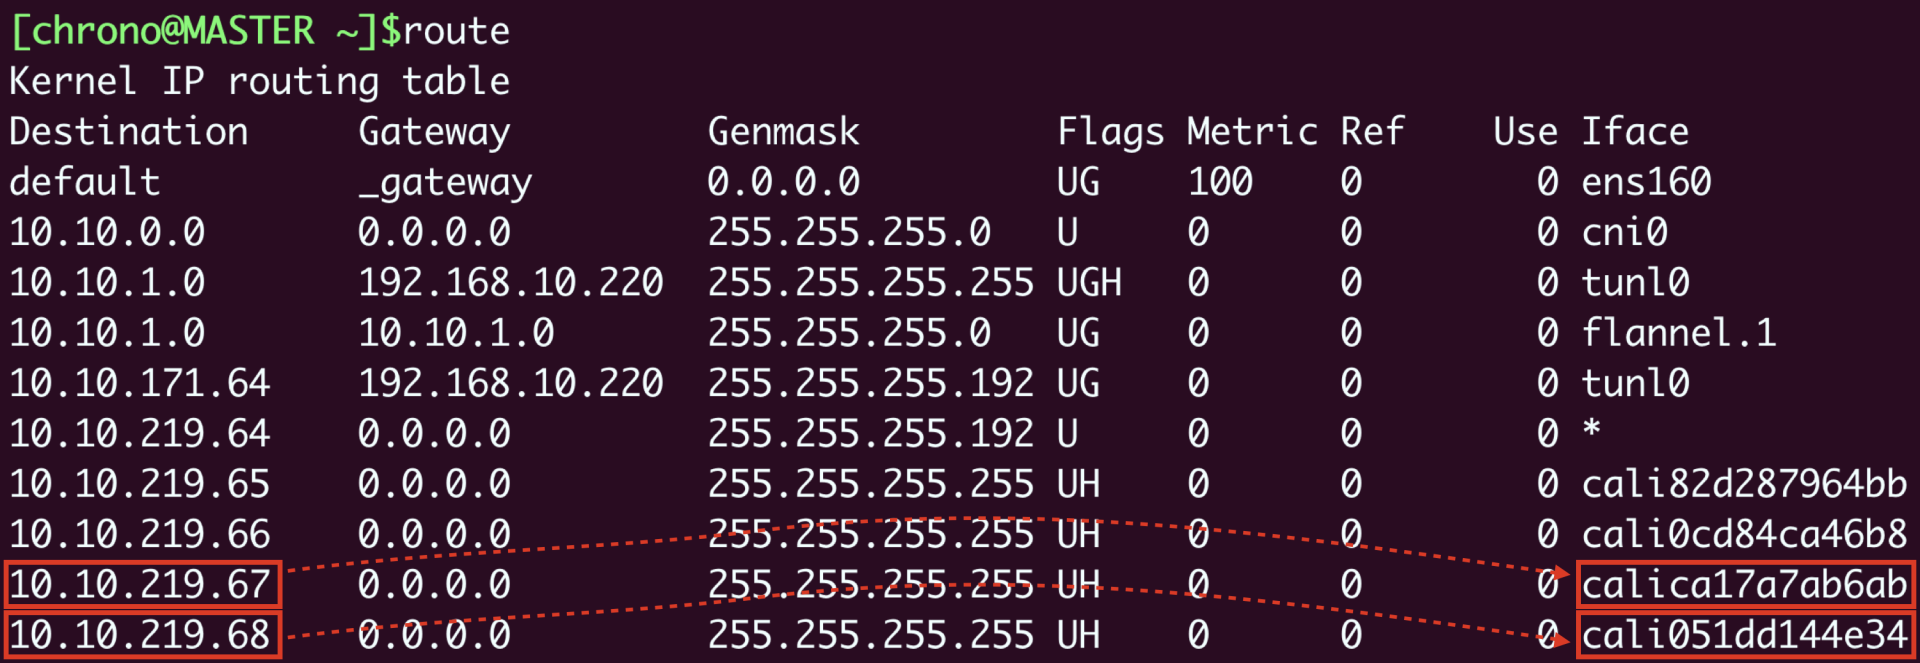 [chrono@MASTER ~]$route
Kernel IP routing table
Destination Gateway Genmask Flags Metric Ref Use Iface
default _gateway 0.0.0.0 UG 100 0 0 ens160
10.10.0.0 0.0.0.0 255.255.255.0 U 0 0 0 cni0
10.10.1.0 192.168.10.220 255.255.255.255 UGH 0 0 0 tunl0
10.10.1.0 10.10.1.0 255.255.255.0 UG 0 0 0 flannel.1
10.10.171.64 192.168.10.220 255.255.255.192 UG 0 0 0 tunl0
10.10.219.64 0.0.0.0 255.255.255.192 U 0 0 0 *
10.10.219.65 0.0.0.0 255.255.255.255 UH 0 0 0 cali82d287964bb
10.10.219.66 0.0.0.0 255.255.255.255 UH 0 0 0 cali0cd84ca46b8
10.10.219.67 0.0.0.0 255.255.255.255 UH 0 0 0 calica17a7ab6ab
10.10.219.68 0.0.0.0 255.255.255.255 UH 0 0 0 cali051dd144e34